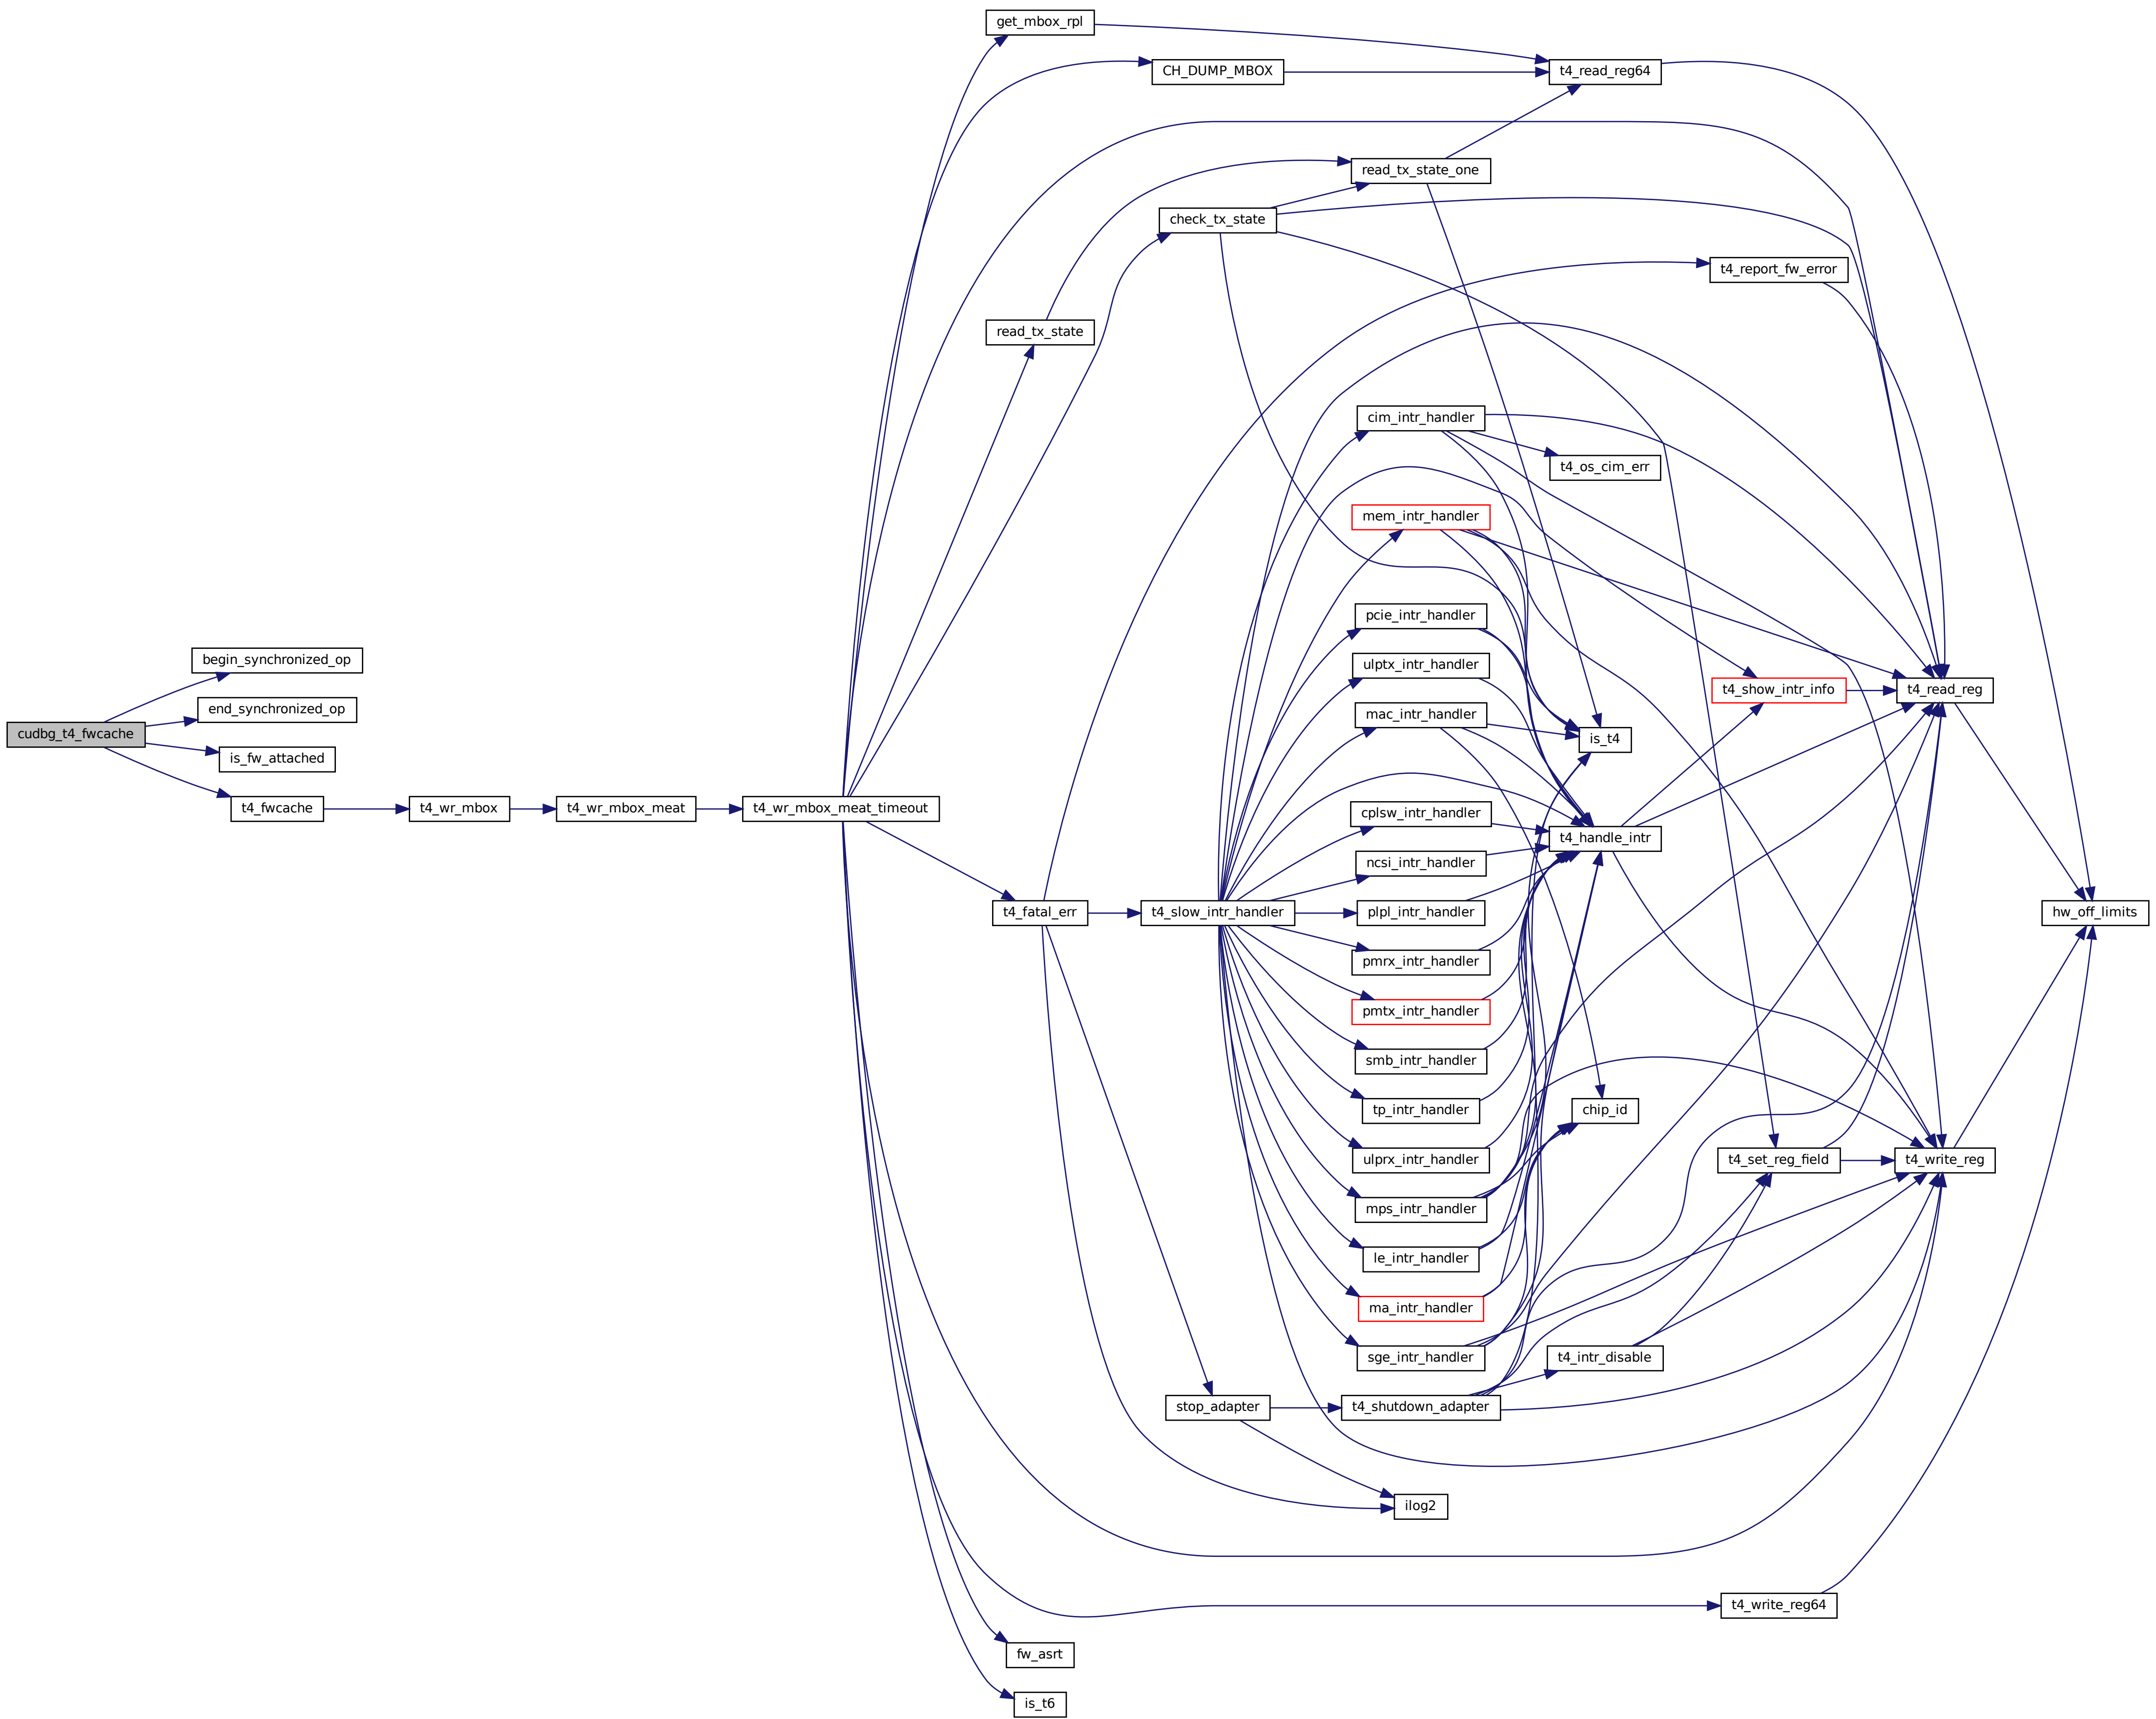 get_mbox_rpl
CH_DUMP_MBOX
t4_read_reg64
read_tx_state_one
check_tx_state
t4_report_fw_error
read_tx_state
cim_intr_handler
t4_os_cim_err
mem_intr_handler
pcie_intr_handler
begin_synchronized_op
ulptx_intr_handler
t4_show_intr_info
t4_read_reg
end_synchronized_op
mac_intr_handler
cudbg_t4_fwcache
is_t4
is_fw_attached
t4_fwcache
t4_wr_mbox
t4_wr_mbox_meat
t4_wr_mbox_meat_timeout
cplsw_intr_handler
t4_handle_intr
ncsi_intr_handler
t4_fatal_err
t4_slow_intr_handler
plpl_intr_handler
hw_off_limits
pmrx_intr_handler
pmtx_intr_handler
smb_intr_handler
tp_intr_handler
chip_id
ulprx_intr_handler
t4_set_reg_field
t4_write_reg
mps_intr_handler
le_intr_handler
ma_intr_handler
sge_intr_handler
t4_intr_disable
stop_adapter
t4_shutdown_adapter
ilog2
t4_write_reg64
fw_asrt
is_t6